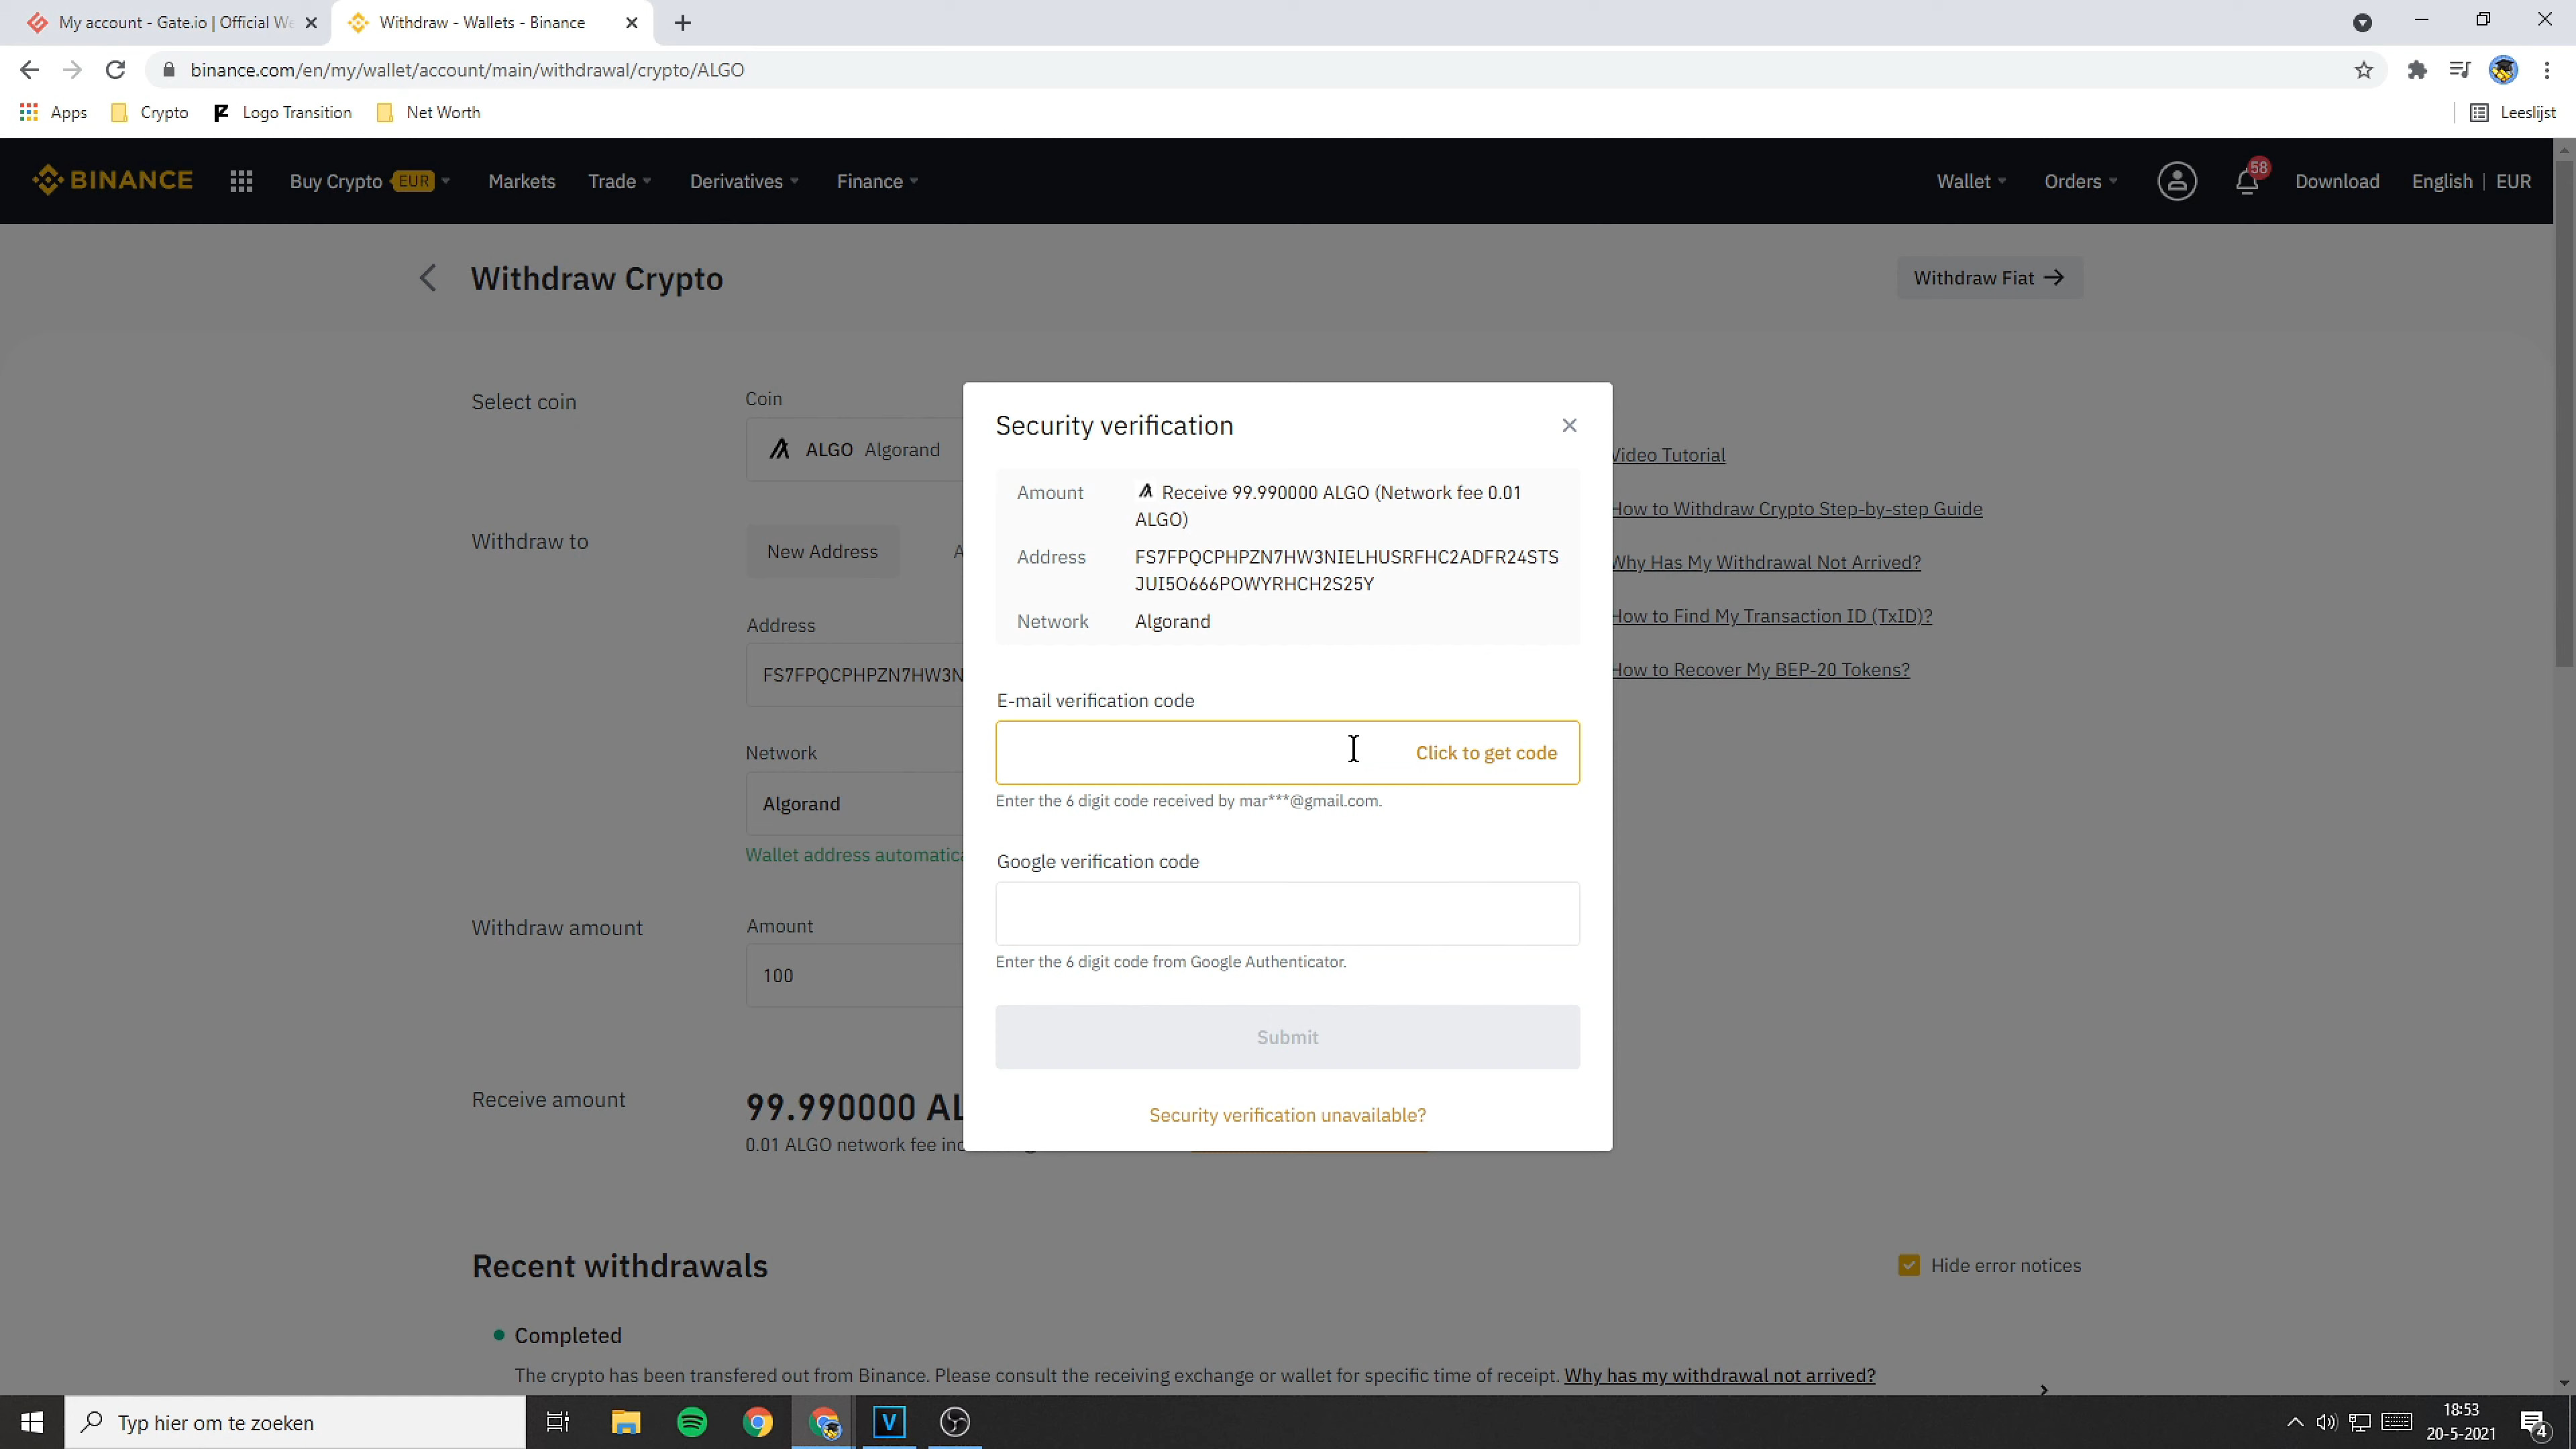 My account - Gate.io | Official We
Withdraw - Wallets - Binance
binance.com/en/my/wallet/account/main/withdrawal/crypto/ALGO
Apps
Crypto
Logo Transition
Net Worth
Leeslijst
BINANCE
Buy Crypto EUR
Markets
Trade
Derivatives
Finance
Wallet
Orders
58
Download
English | EUR
Withdraw Crypto
Withdraw Fiat →
Select coin
Coin
ALGO Algorand
Withdraw to
New Address
A
Address
FS7FPQCPHPZN7HW3N
Network
Algorand
Wallet address automatica
Withdraw amount
Amount
100
Receive amount
99.990000 AL
0.01 ALGO network fee inc
Security verification
Amount
Receive 99.990000 ALGO (Network fee 0.01
ALGO)
Address
FS7FPQCPHPZN7HW3NIELHUSRFHC2ADFR24STS
JUI5O666POWYRHCH2S25Y
Network
Algorand
E-mail verification code
Click to get code
Enter the 6 digit code received by mar***@gmail.com.
Google verification code
Enter the 6 digit code from Google Authenticator.
Submit
Security verification unavailable?
Video Tutorial
How to Withdraw Crypto Step-by-step Guide
Why Has My Withdrawal Not Arrived?
How to Find My Transaction ID (TxID)?
How to Recover My BEP-20 Tokens?
Recent withdrawals
Hide error notices
Completed
The crypto has been transfered out from Binance. Please consult the receiving exchange or wallet for specific time of receipt. Why has my withdrawal not arrived?
Typ hier om te zoeken
V
18:53
20-5-2021
4